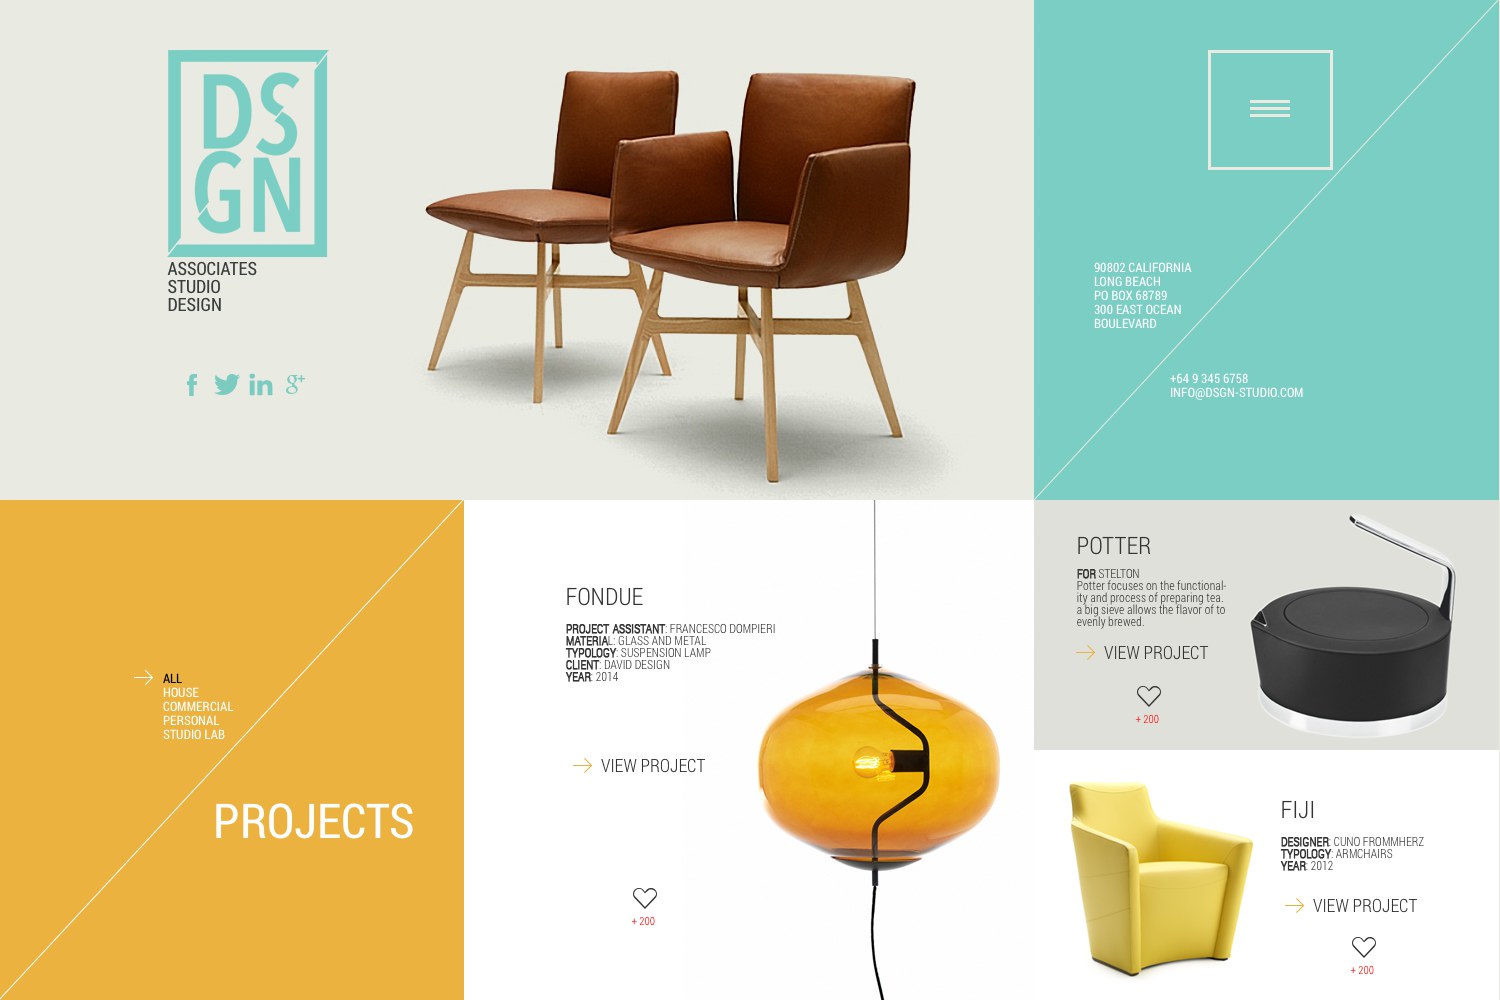 DS
GN
ASSOCIATES
STUDIO
DESIGN
f in g+
90802 CALIFORNIA
LONG BEACH
PO BOX 68789
300 EAST OCEAN
BOULEVARD
+64 9 345 6758
INFO@DSGN-STUDIO.COM
ALL
HOUSE
COMMERCIAL
PERSONAL
STUDIO LAB
PROJECTS
FONDUE
PROJECT ASSISTANT: FRANCESCO DOMPIERI
MATERIAL: GLASS AND METAL
TYPOLOGY: SUSPENSION LAMP
CLIENT: DAVID DESIGN
YEAR: 2014
VIEW PROJECT
+ 200
POTTER
FOR STELTON
Potter focuses on the functional-
ity and process of preparing tea.
a big sieve allows the flavor of to
evenly brewed.
VIEW PROJECT
+ 200
FIJI
DESIGNER: CUNO FROMMHERZ
TYPOLOGY: ARMCHAIRS
YEAR: 2012
VIEW PROJECT
+ 200